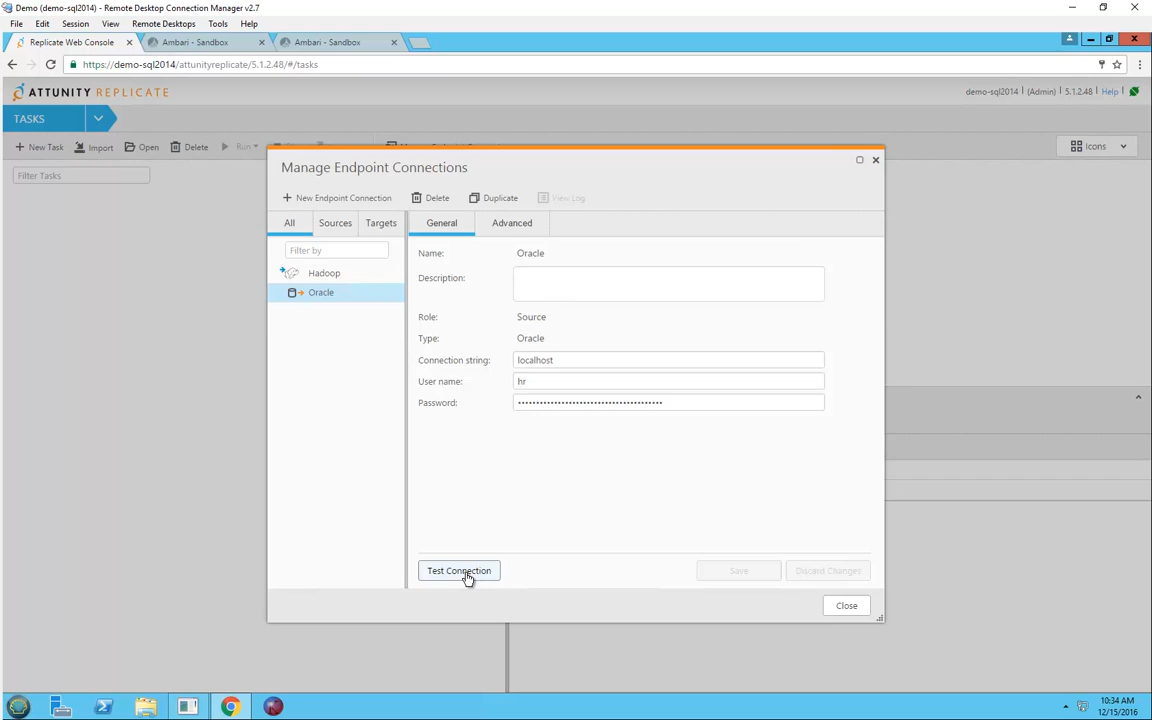 Demo (demo-sql2014) - Remote Desktop Connection Manager v2.7
File Edit Session View Remote Desktops Tools Help
Replicate Web Console Ambari - Sandbox Ambari - Sandbox
https://demo-sql2014/attunityreplicate/5.1.2.48/#/tasks
ATTUNITY REPLICATE demo-sql2014 | (Admin) | 5.1.2.48 | Help
TASKS
New Task Import Open Delete Run Icons
Filter Tasks
Manage Endpoint Connections
New Endpoint Connection Delete Duplicate View Log
All Sources Targets General Advanced
Filter by
Hadoop
Oracle
Name: Oracle
Description:
Role: Source
Type: Oracle
Connection string: localhost
User name: hr
Password:
Test Connection Save Discard Changes
Close
10:34 AM
12/15/2016